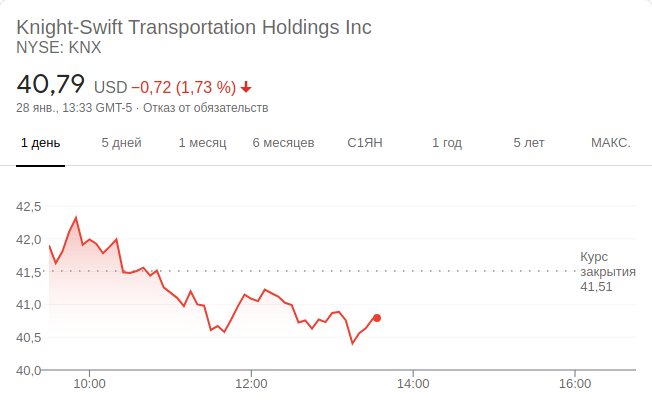 Knight-Swift Transportation Holdings Inc
NYSE: KNX
40,79 USD −0,72 (1,73 %)
28 янв., 13:33 GMT-5 · Отказ от обязательств
1 день 5 дней 1 месяц 6 месяцев С1ЯН 1 год 5 лет МАКС.
42,5
42,0
41,5
41,0
40,5
40,0
Курс
закрытия
41,51
10:00 12:00 14:00 16:00